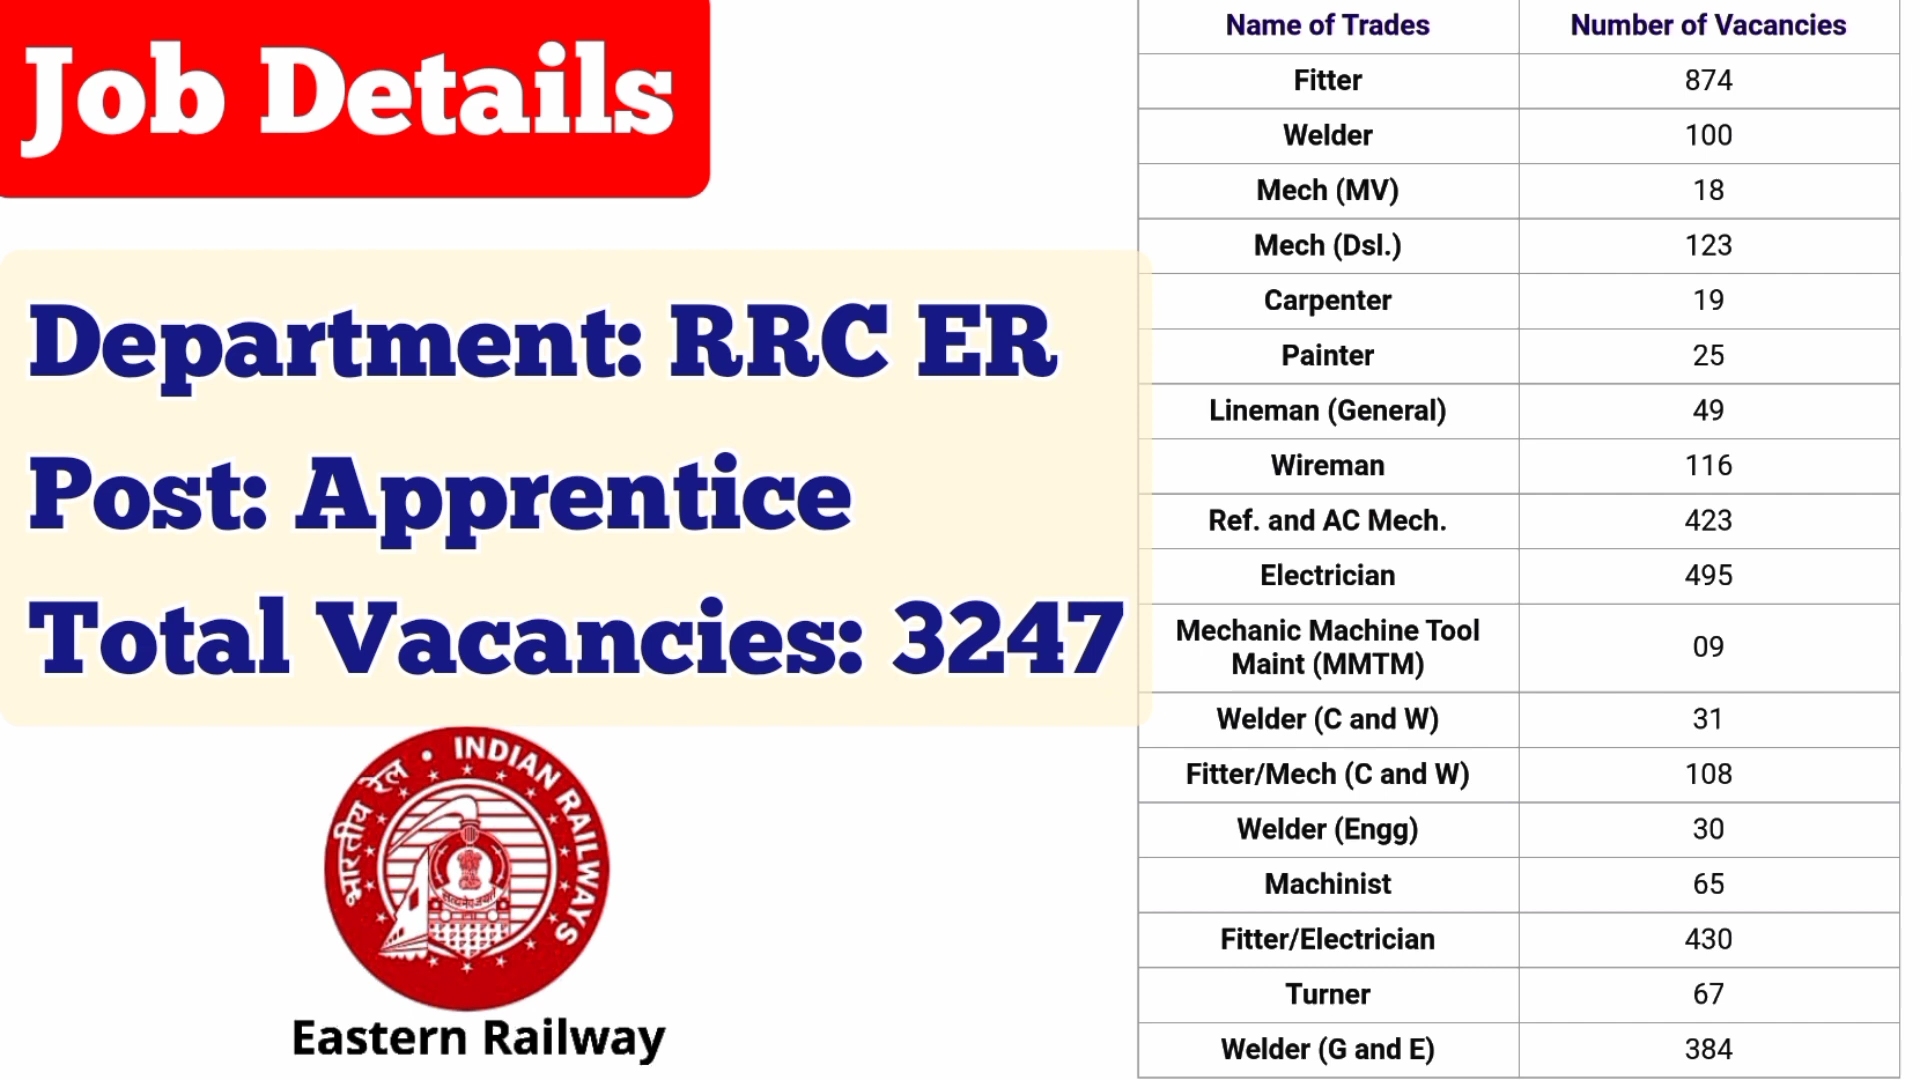 Job Details
Department: RRC ER
Post: Apprentice
Total Vacancies: 3247
भारतीय रेल • INDIAN RAILWAYS
Eastern Railway
Name of Trades Number of Vacancies
Fitter 874
Welder 100
Mech (MV) 18
Mech (Dsl.) 123
Carpenter 19
Painter 25
Lineman (General) 49
Wireman 116
Ref. and AC Mech. 423
Electrician 495
Mechanic Machine Tool
Maint (MMTM) 09
Welder (C and W) 31
Fitter/Mech (C and W) 108
Welder (Engg) 30
Machinist 65
Fitter/Electrician 430
Turner 67
Welder (G and E) 384